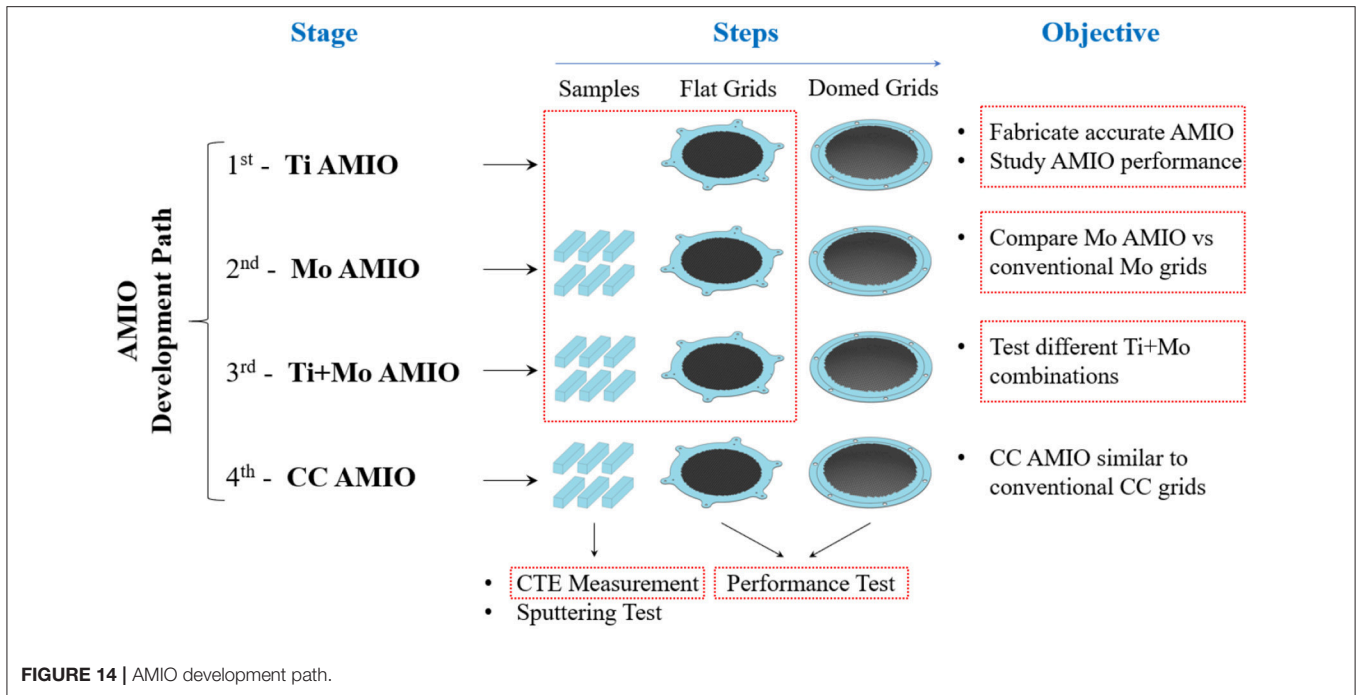 Stage
Steps
Objective
Samples
Flat Grids
Domed Grids
AMIO
Development Path
1st - Ti AMIO
• Fabricate accurate AMIO
• Study AMIO performance
2nd - Mo AMIO
• Compare Mo AMIO vs
conventional Mo grids
3rd - Ti+Mo AMIO
• Test different Ti+Mo
combinations
4th - CC AMIO
• CC AMIO similar to
conventional CC grids
• CTE Measurement
• Sputtering Test
Performance Test
FIGURE 14 | AMIO development path.